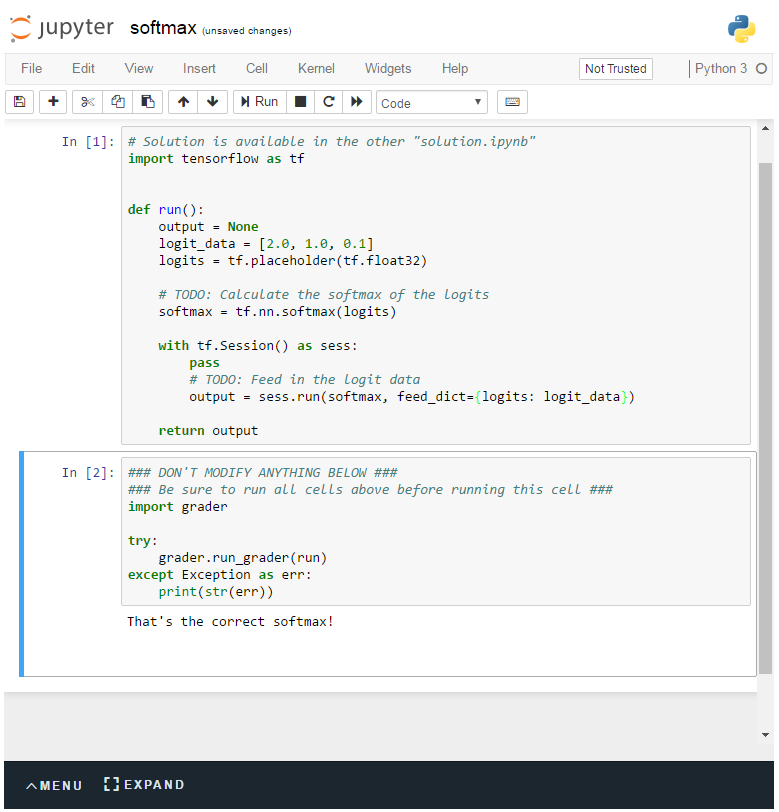 jupyter softmax (unsaved changes)
File Edit View Insert Cell Kernel Widgets Help Not Trusted Python 3
Run Code
In [1]: # Solution is available in the other "solution.ipynb"
import tensorflow as tf
def run():
    output = None
    logit_data = [2.0, 1.0, 0.1]
    logits = tf.placeholder(tf.float32)
    # TODO: Calculate the softmax of the logits
    softmax = tf.nn.softmax(logits)
    with tf.Session() as sess:
        pass
        # TODO: Feed in the logit data
        output = sess.run(softmax, feed_dict={logits: logit_data})
    return output
In [2]: ### DON'T MODIFY ANYTHING BELOW ###
### Be sure to run all cells above before running this cell ###
import grader
try:
    grader.run_grader(run)
except Exception as err:
    print(str(err))
That's the correct softmax!
MENU EXPAND